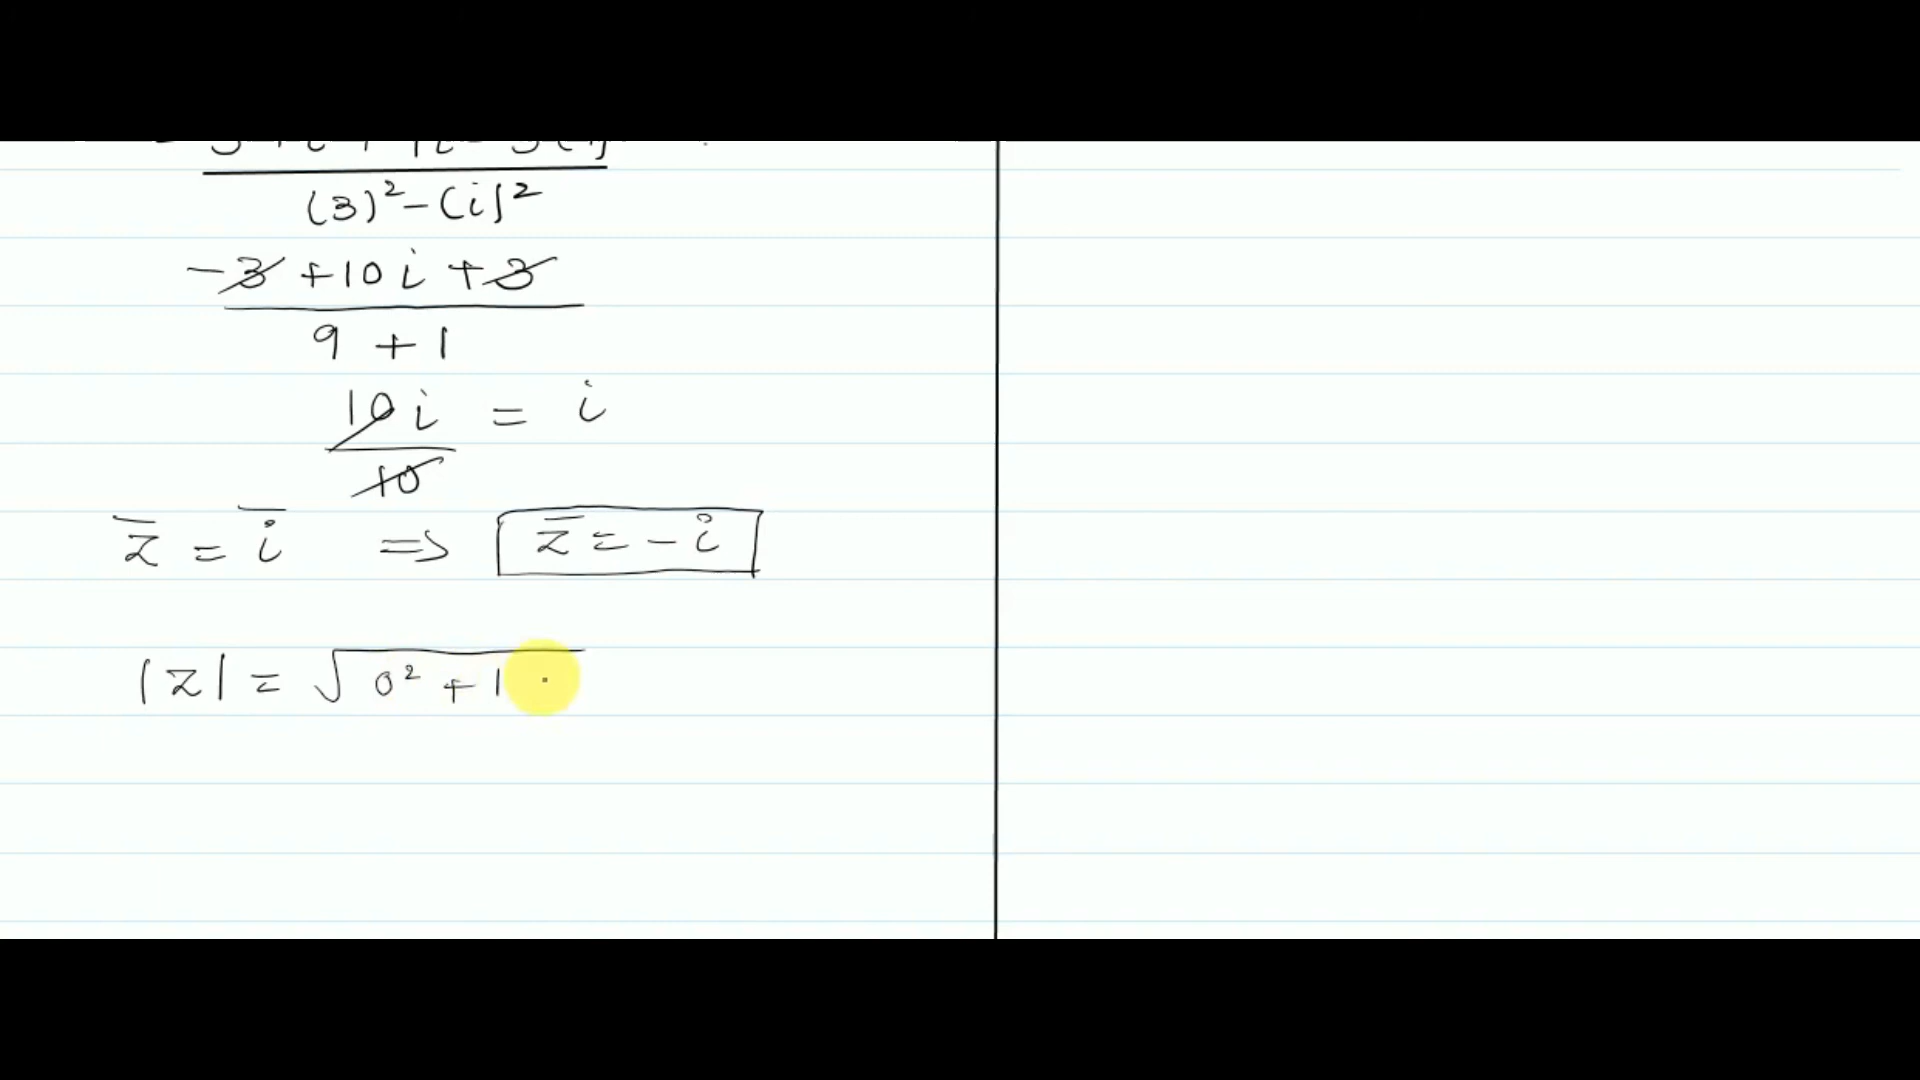 (3)² - (i)²
-3 + 10i + 3
9 + 1
10i = i
10
z̅ = i̅ => z̅ = -i
|z| = √0² + 1